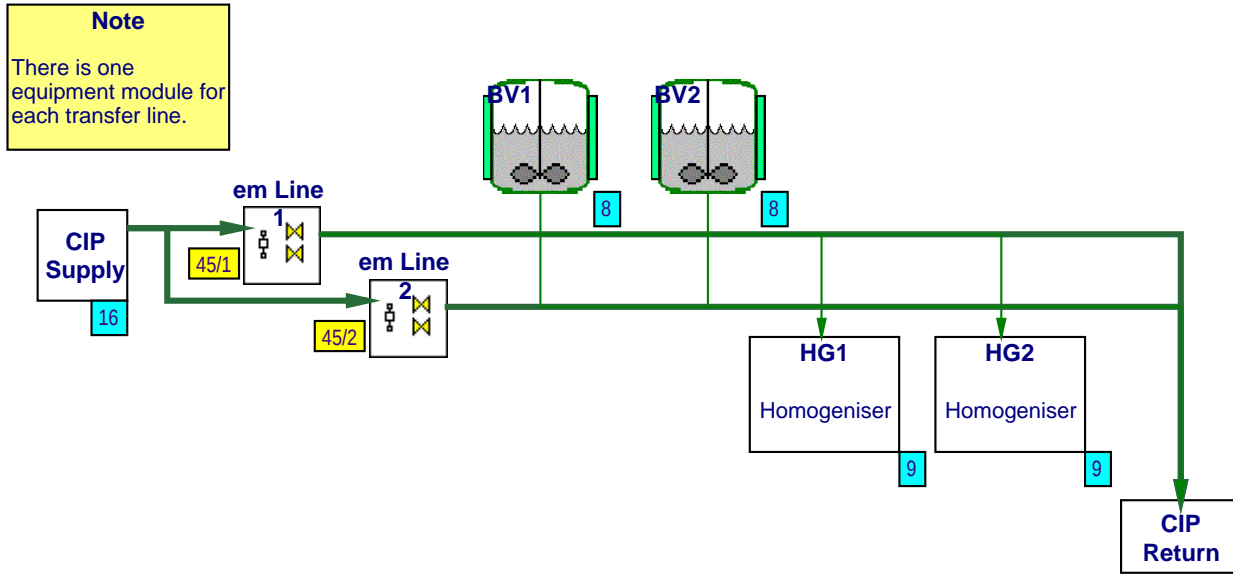 Note
There is one
equipment module for
each transfer line.
BV1
BV2
8
8
em Line
1
CIP
Supply
45/1
16
em Line
2
45/2
HG1
Homogeniser
9
HG2
Homogeniser
9
CIP
Return